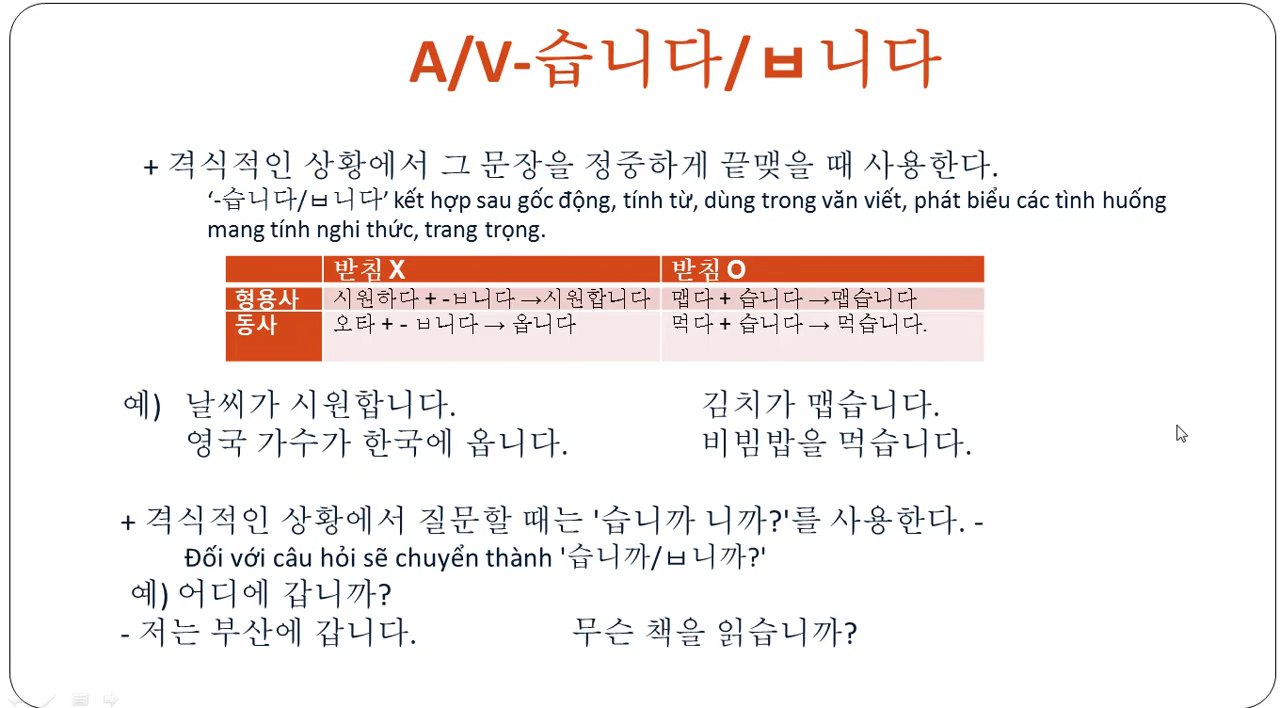 A/V-습니다/ㅂ니다
+ 격식적인 상황에서 그 문장을 정중하게 끝맺을 때 사용한다.
‘-습니다/ㅂ니다’ kết hợp sau gốc động, tính từ, dùng trong văn viết, phát biểu các tình huống
mang tính nghi thức, trang trọng.
받침 X 받침 O
형용사 시원하다 + -ㅂ니다 →시원합니다 맵다 + 습니다 →맵습니다
동사 오타 + - ㅂ니다 → 옵니다 먹다 + 습니다 → 먹습니다.
예) 날씨가 시원합니다. 김치가 맵습니다.
영국 가수가 한국에 옵니다. 비빔밥을 먹습니다.
+ 격식적인 상황에서 질문할 때는 '습니까 니까?'를 사용한다. -
Đối với câu hỏi sẽ chuyển thành '습니까/ㅂ니까?'
예) 어디에 갑니까?
- 저는 부산에 갑니다. 무슨 책을 읽습니까?